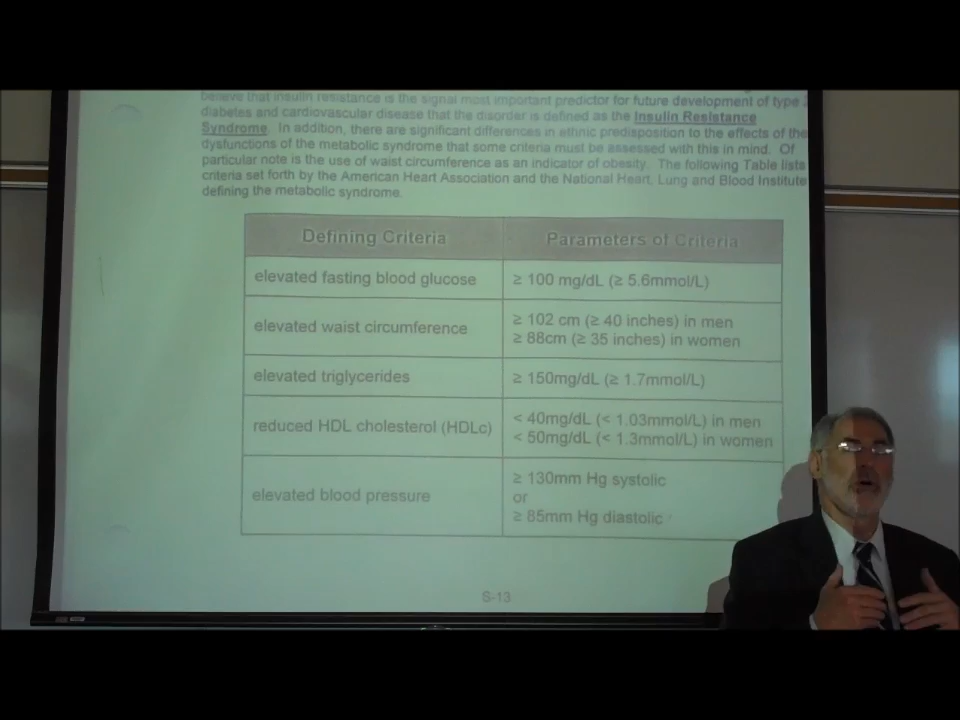 believe that insulin resistance is the signal most important predictor for future development of type
diabetes and cardiovascular disease that the disorder is defined as the Insulin Resistance
Syndrome. In addition, there are significant differences in ethnic predisposition to the effects of the
dysfunctions of the metabolic syndrome that some criteria must be assessed with this in mind. Of
particular note is the use of waist circumference as an indicator of obesity. The following Table lists
criteria set forth by the American Heart Association and the National Heart, Lung and Blood Institute
defining the metabolic syndrome.
Defining Criteria Parameters of Criteria
elevated fasting blood glucose ≥ 100 mg/dL (≥ 5.6mmol/L)
elevated waist circumference ≥ 102 cm (≥ 40 inches) in men
≥ 88cm (≥ 35 inches) in women
elevated triglycerides ≥ 150mg/dL (≥ 1.7mmol/L)
reduced HDL cholesterol (HDLc) < 40mg/dL (< 1.03mmol/L) in men
< 50mg/dL (< 1.3mmol/L) in women
elevated blood pressure ≥ 130mm Hg systolic
or
≥ 85mm Hg diastolic
S-13